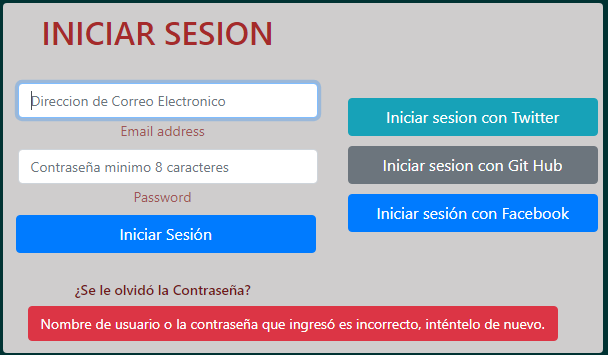 INICIAR SESION
Direccion de Correo Electronico
Email address
Contraseña minimo 8 caracteres
Password
Iniciar Sesión
Iniciar sesion con Twitter
Iniciar sesion con Git Hub
Iniciar sesión con Facebook
¿Se le olvidó la Contraseña?
Nombre de usuario o la contraseña que ingresó es incorrecto, inténtelo de nuevo.